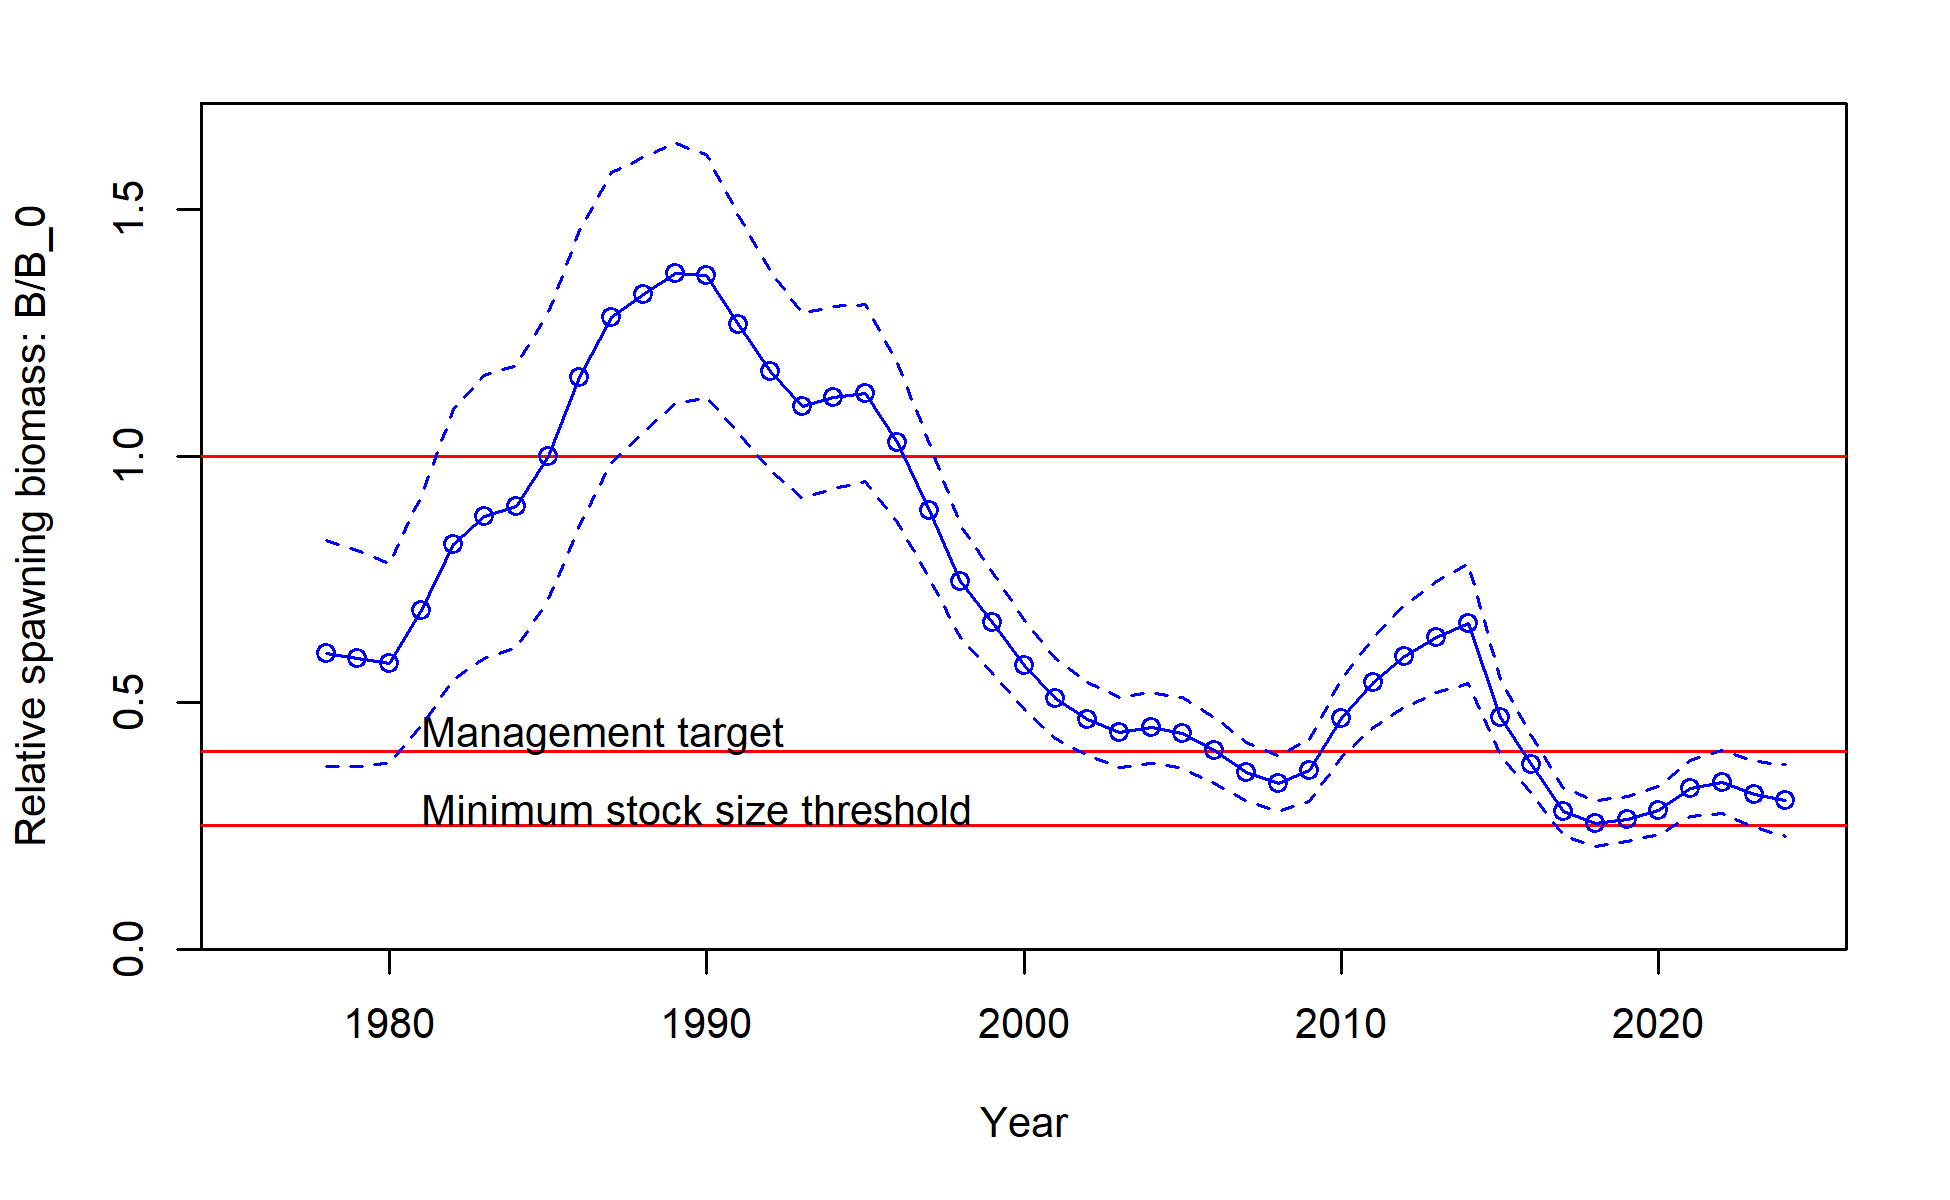 Relative spawning biomass: B/B_0
1.5
1.0
0.5
0.0
Management target
Minimum stock size threshold
1980 1990 2000 2010 2020
Year